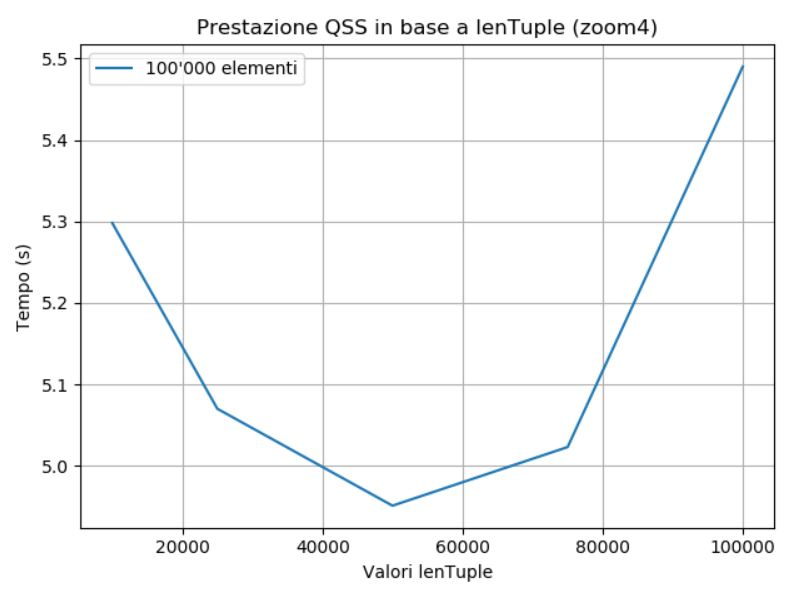 Prestazione QSS in base a lenTuple (zoom4)
100'000 elementi
5.5
5.4
5.3
5.2
5.1
5.0
Tempo (s)
20000 40000 60000 80000 100000
Valori lenTuple